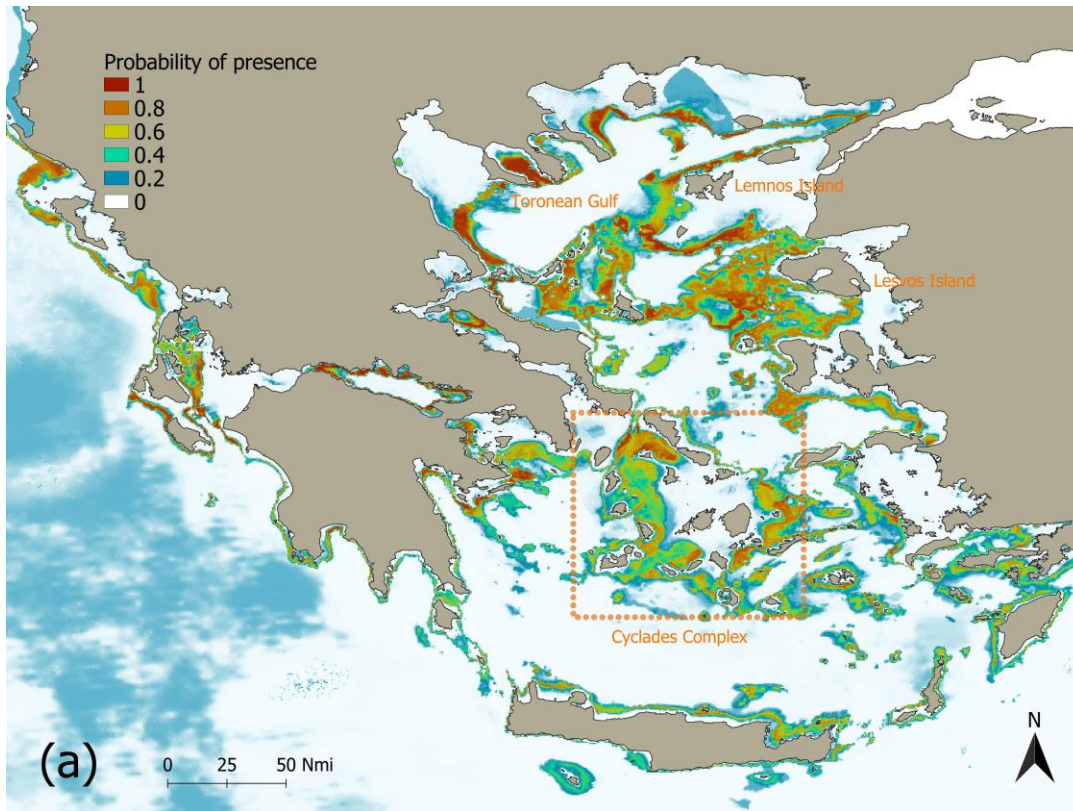 Probability of presence
1
0.8
0.6
0.4
0.2
0
Lemnos Island
Toronean Gulf
Lesvos Island
Cyclades Complex
(a)
0 25 50 Nmi
N